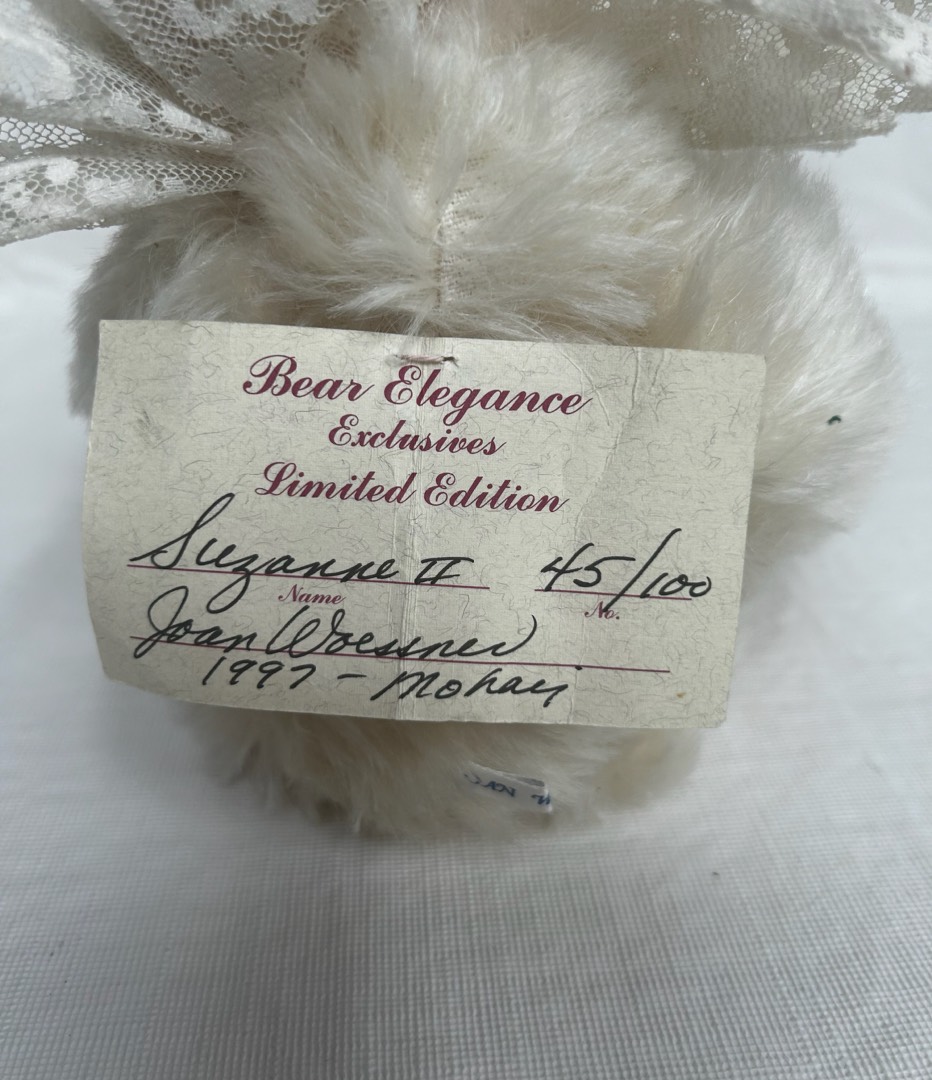 Bear Elegance
Exclusives
Limited Edition
Suzanne II 45/100
Name No.
Joan Woessner
1997 - Mohair